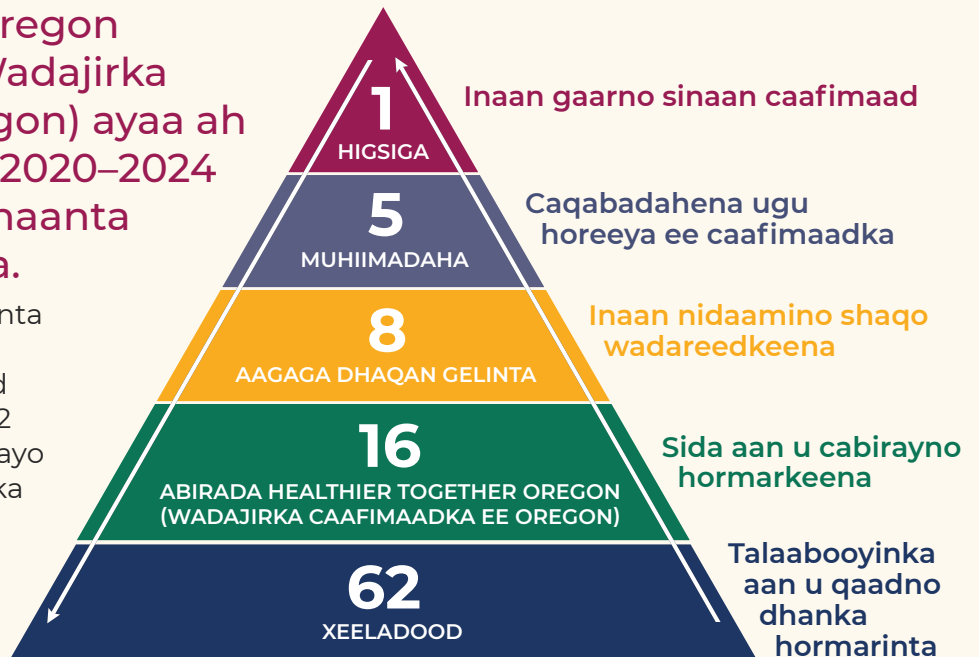 regon
Wadajirka
gon) ayaa ah
2020–2024
naanta
a.
nta
d
2
ayo
ka
1
HIGSIGA
Inaan gaarno sinaan caafimaad
5
MUHIIMADAHA
Caqabadahena ugu
horeeya ee caafimaadka
8
AAGAGA DHAQAN GELINTA
Inaan nidaamino shaqo
wadareedkeena
16
ABIRADA HEALTHIER TOGETHER OREGON
(WADAJIRKA CAAFIMAADKA EE OREGON)
Sida aan u cabirayno
hormarkeena
62
XEELADOOD
Talaabooyinka
aan u qaadno
dhanka
hormarinta